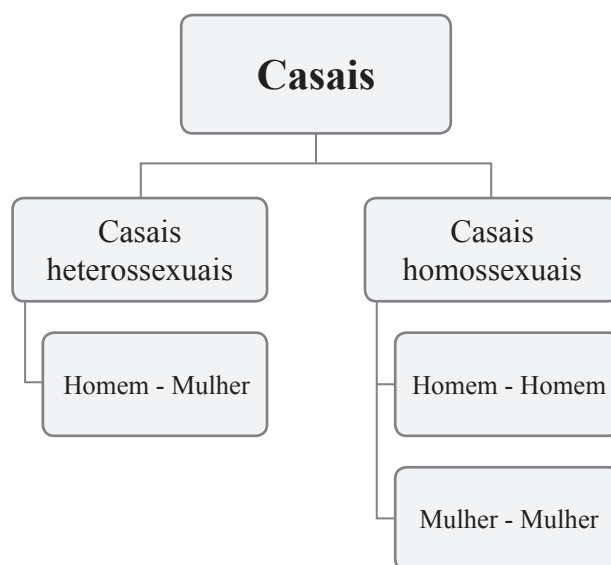 Casais
Casais
heterossexuais
Homem - Mulher
Casais
homossexuais
Homem - Homem
Mulher - Mulher